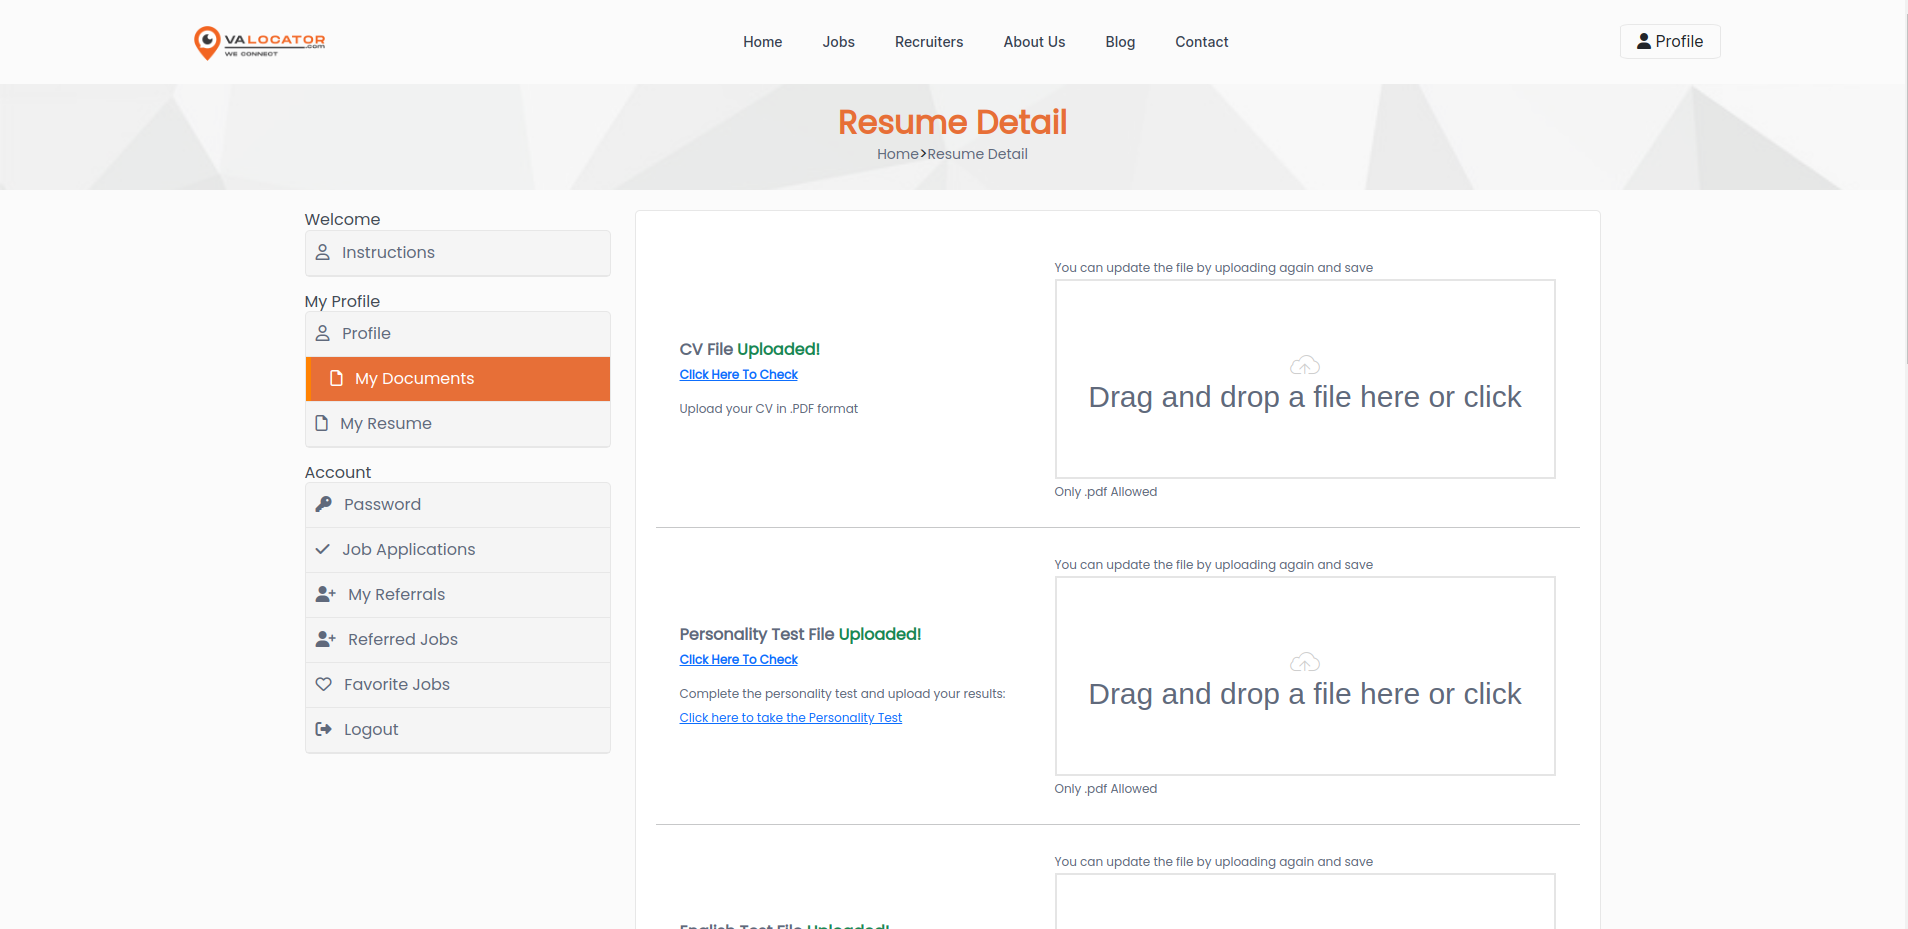 VALOCATOR
.com
WE CONNECT
Home
Jobs
Recruiters
About Us
Blog
Contact
Profile
Resume Detail
Home>Resume Detail
Welcome
Instructions
My Profile
Profile
My Documents
My Resume
Account
Password
Job Applications
My Referrals
Referred Jobs
Favorite Jobs
Logout
You can update the file by uploading again and save
CV File Uploaded!
Click Here To Check
Upload your CV in .PDF format
Drag and drop a file here or click
Only .pdf Allowed
You can update the file by uploading again and save
Personality Test File Uploaded!
Click Here To Check
Complete the personality test and upload your results:
Click here to take the Personality Test
Drag and drop a file here or click
Only .pdf Allowed
You can update the file by uploading again and save
English Test File Uploaded!